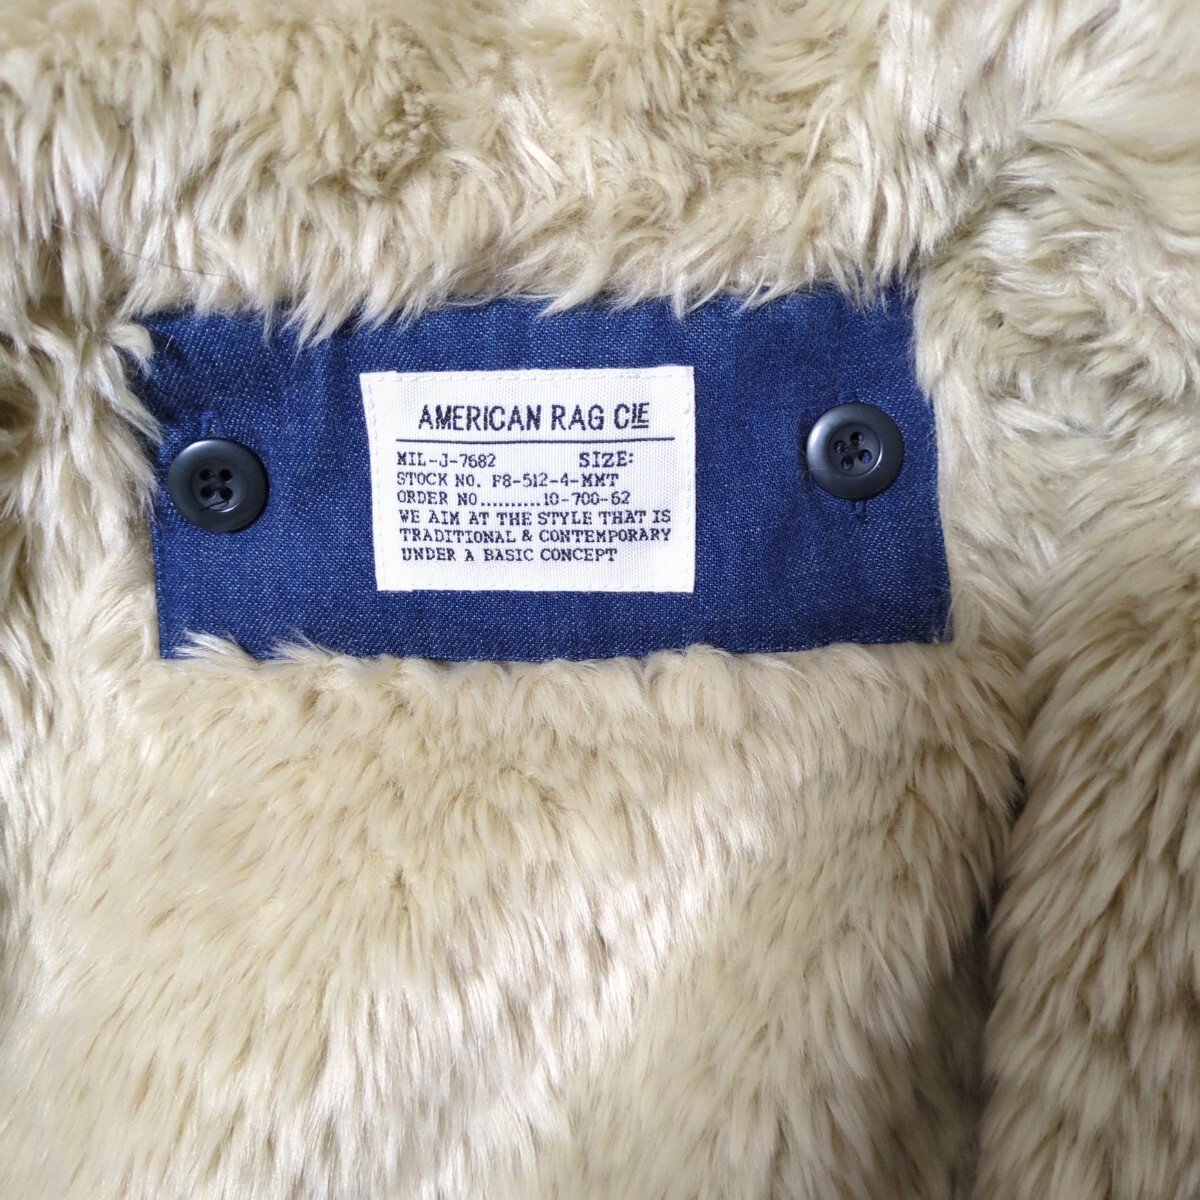 AMERICAN RAG CIE
MIL-J-7682 SIZE:
STOCK NO. F8-512-4-MMT
ORDER NO..........10-700-62
WE AIM AT THE STYLE THAT IS
TRADITIONAL & CONTEMPORARY
UNDER A BASIC CONCEPT